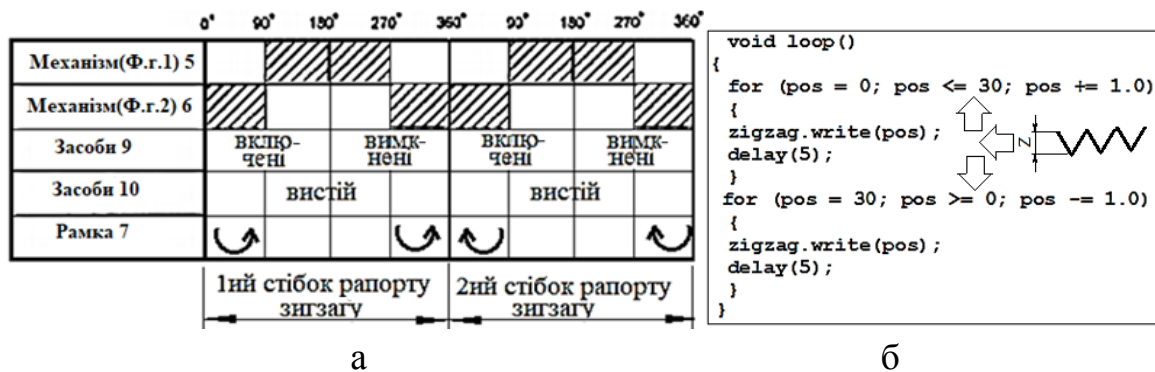 0° 90° 180° 270° 360° 90° 180° 270° 360°
Механізм(Ф.г.1) 5
Механізм(Ф.г.2) 6
Засоби 9
вклю-
чені
вимк-
нені
вклю-
чені
вимк-
нені
Засоби 10
вистій
вистій
Рамка 7
1ий стібок рапорту
зигзагу
2ий стібок рапорту
зигзагу
а
void loop()
{
for (pos = 0; pos <= 30; pos += 1.0)
{
zigzag.write(pos);
delay(5);
}
Z
for (pos = 30; pos >= 0; pos -= 1.0)
{
zigzag.write(pos);
delay(5);
}
}
б